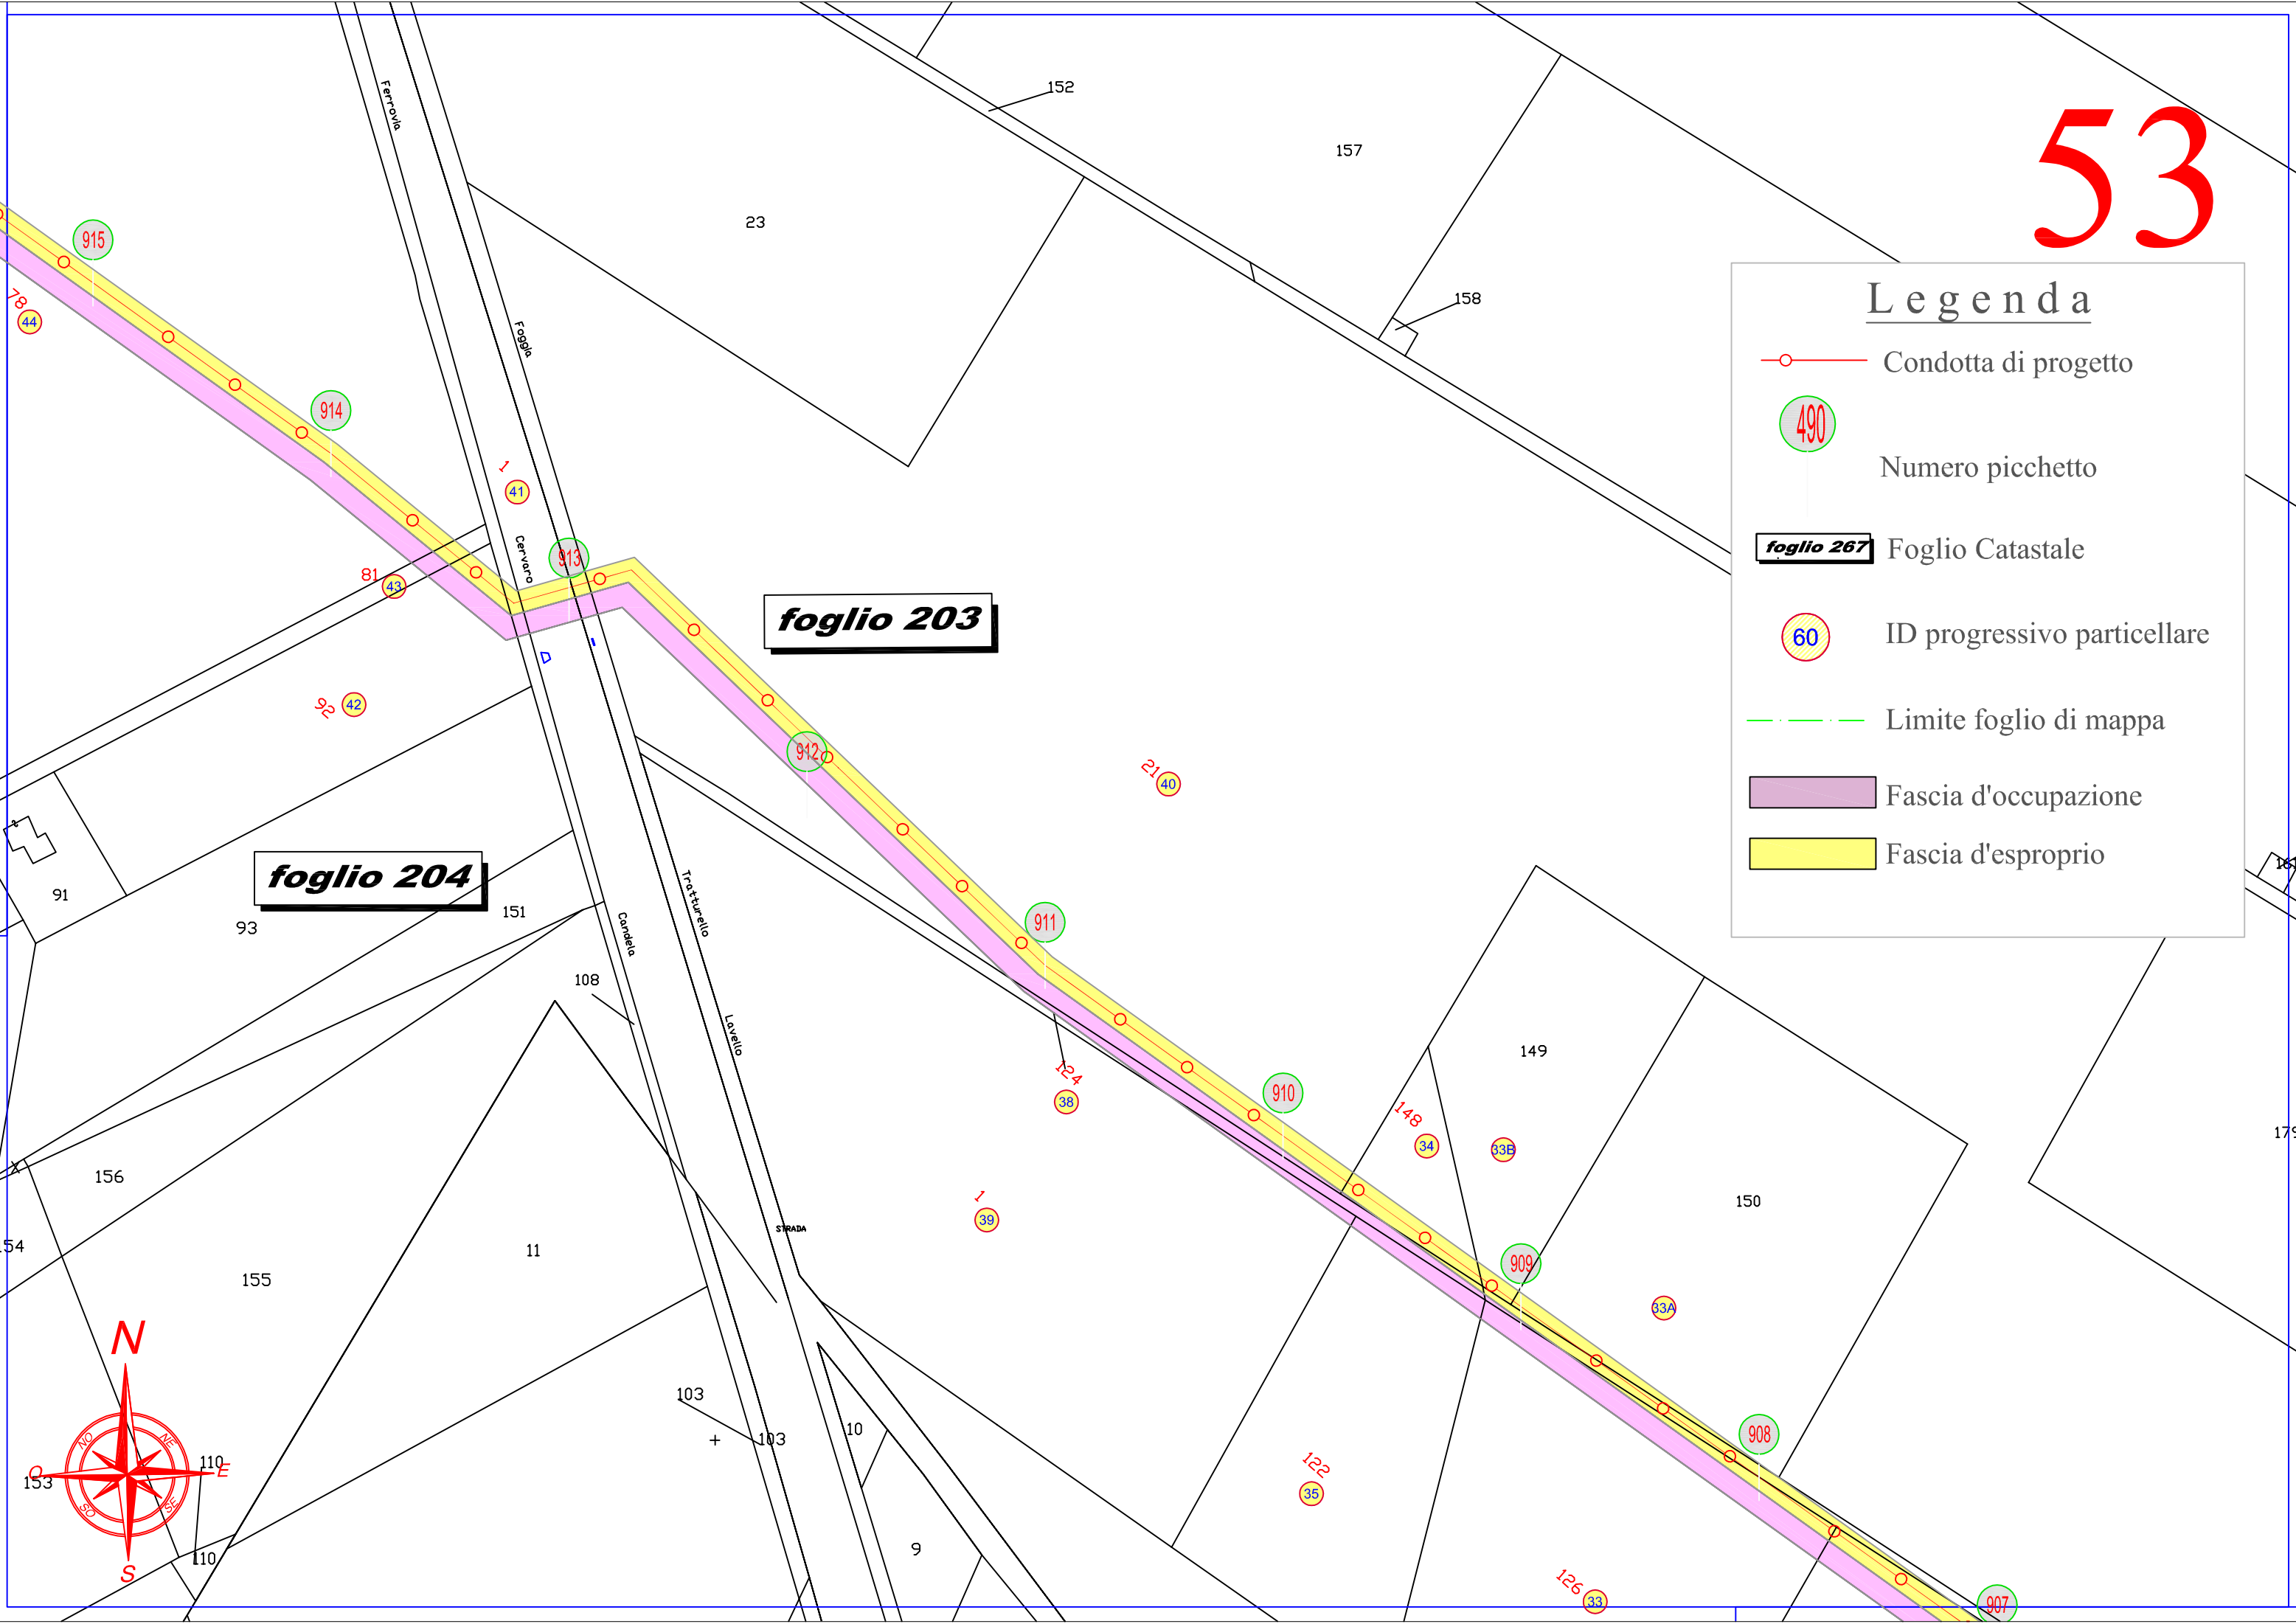 53
Legenda
Condotta di progetto
490
Numero picchetto
foglio 267
Foglio Catastale
60
ID progressivo particellare
Limite foglio di mappa
Fascia d'occupazione
Fascia d'esproprio
152
157
158
23
Ferrovia
Foggia
915
78
44
914
1
41
Cervaro
913
81
43
foglio 203
92
42
912
21
40
foglio 204
91
93
151
Candela
Tratturello
911
108
Lavello
124
38
910
149
148
34
33B
150
179
156
1
39
STRADA
909
33A
54
155
11
N
NO
NE
O
E
SO
SE
S
153
110
110
103
103
10
9
122
35
908
126
33
907